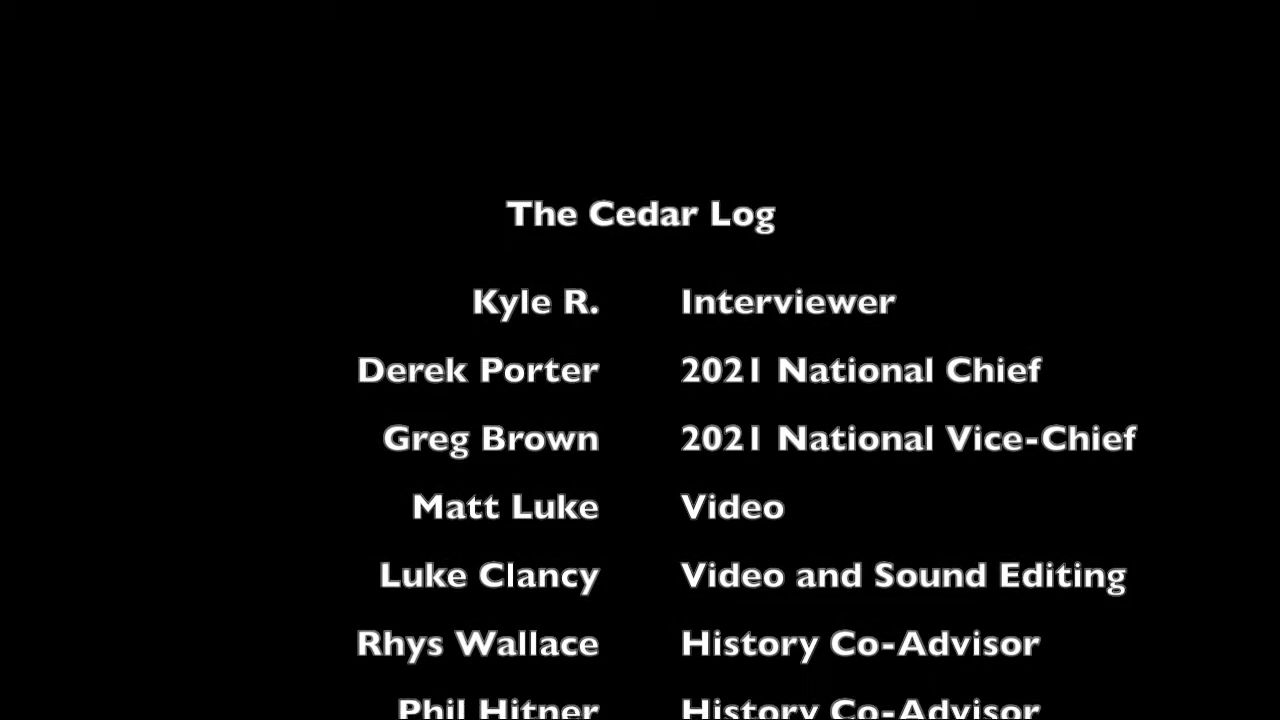 The Cedar Log
Kyle R. Interviewer
Derek Porter 2021 National Chief
Greg Brown 2021 National Vice-Chief
Matt Luke Video
Luke Clancy Video and Sound Editing
Rhys Wallace History Co-Advisor
Phil Hitner History Co-Advisor